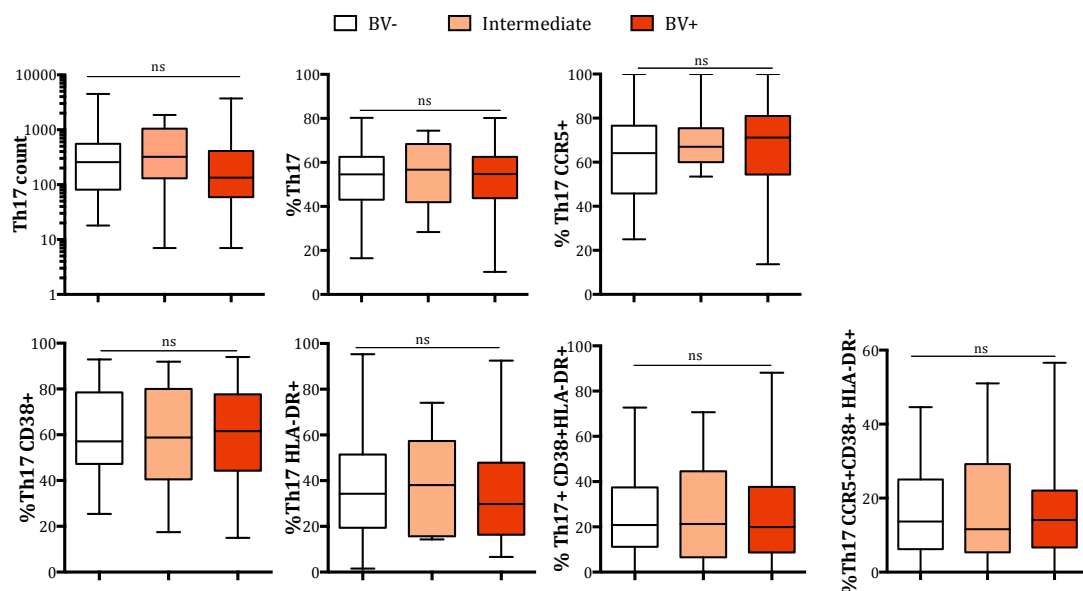 BV- Intermediate BV+
ns
10000
1000
100
10
1
Th17 count
ns
100
80
60
40
20
0
%Th17
ns
100
80
60
40
20
0
% Th17 CCR5+
ns
100
80
60
40
20
0
%Th17 CD38+
ns
100
80
60
40
20
0
%Th17 HLA-DR+
ns
100
80
60
40
20
0
% Th17+ CD38+HLA-DR+
ns
60
40
20
0
%Th17 CCR5+CD38+ HLA-DR+